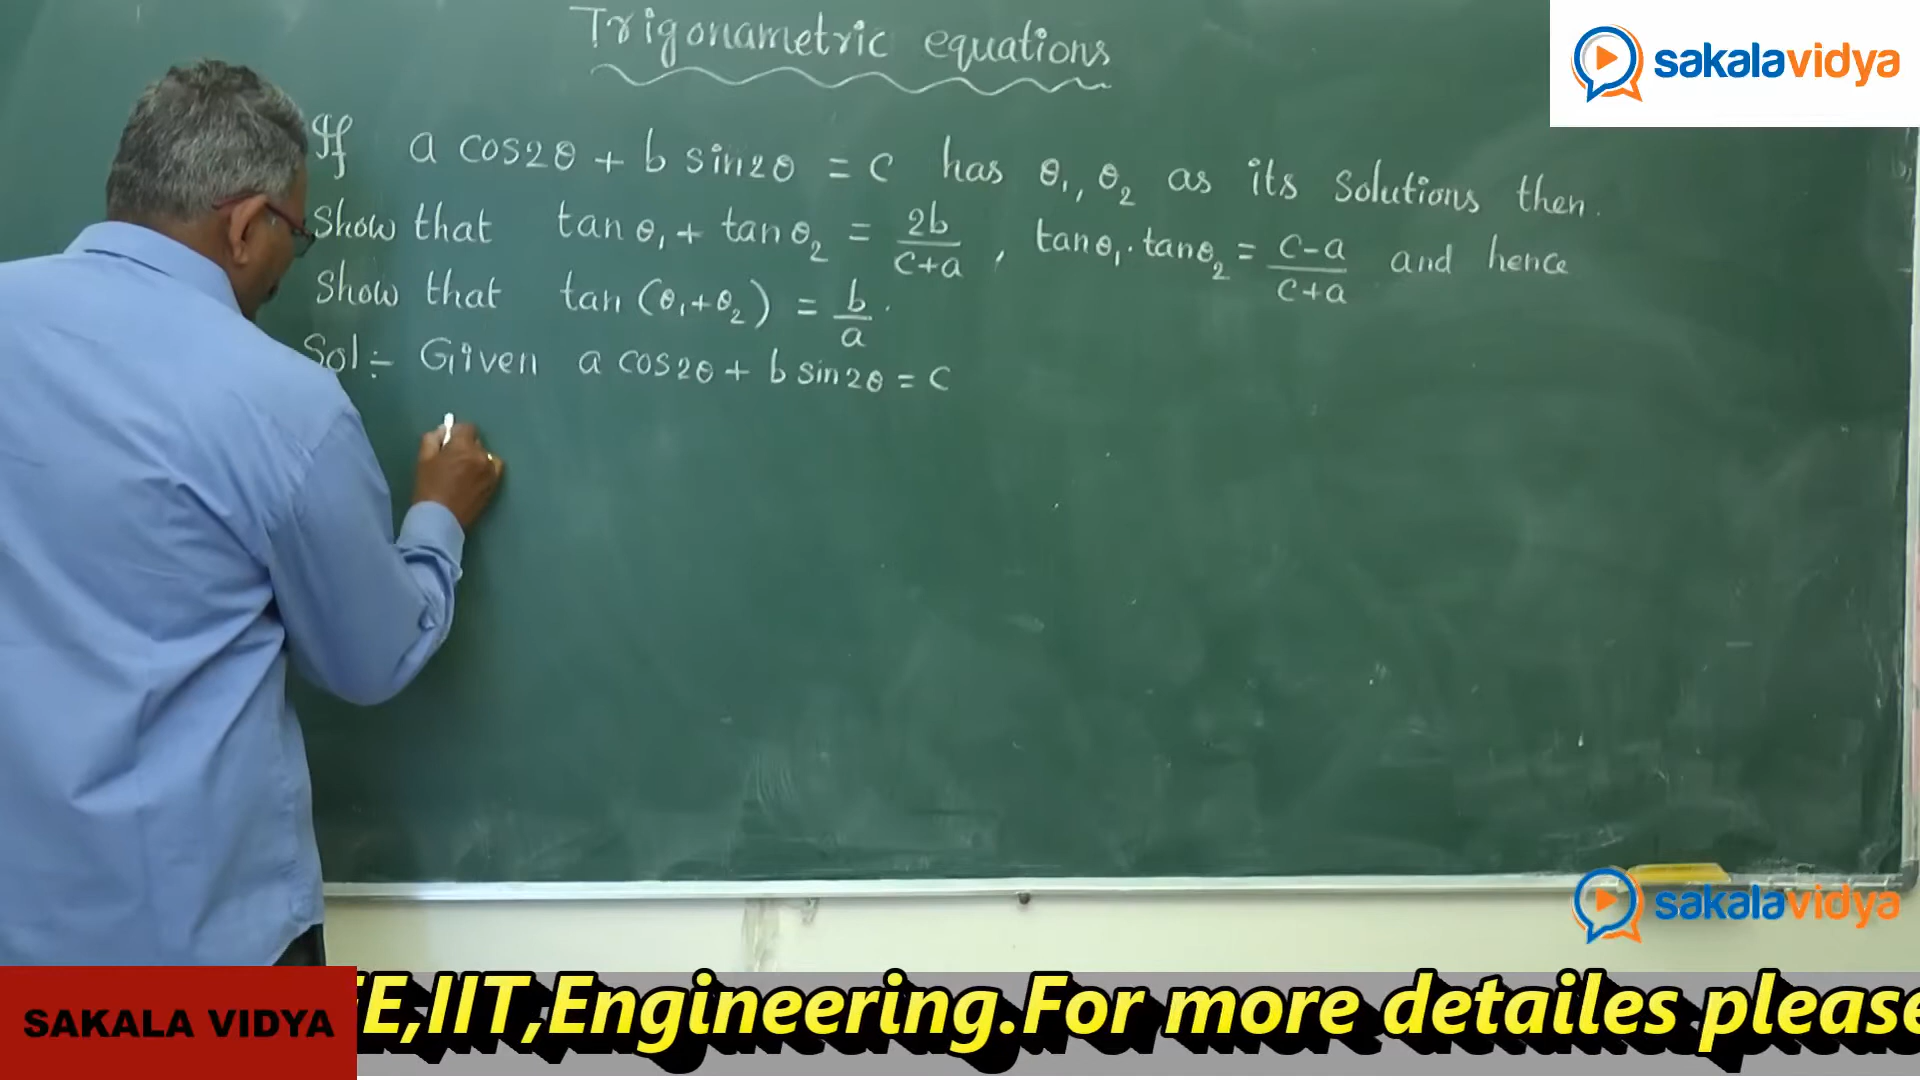 Trigonametric equations
sakalavidya
If a cos2θ + b sin2θ = c has θ₁, θ₂ as its solutions then.
Show that tanθ₁ + tanθ₂ = 2b/(c+a), tanθ₁·tanθ₂ = (c-a)/(c+a) and hence
Show that tan(θ₁+θ₂) = b/a.
Sol:- Given a cos2θ + b sin2θ = c
sakalavidya
SAKALA VIDYA
E,IIT,Engineering.For more detailes please